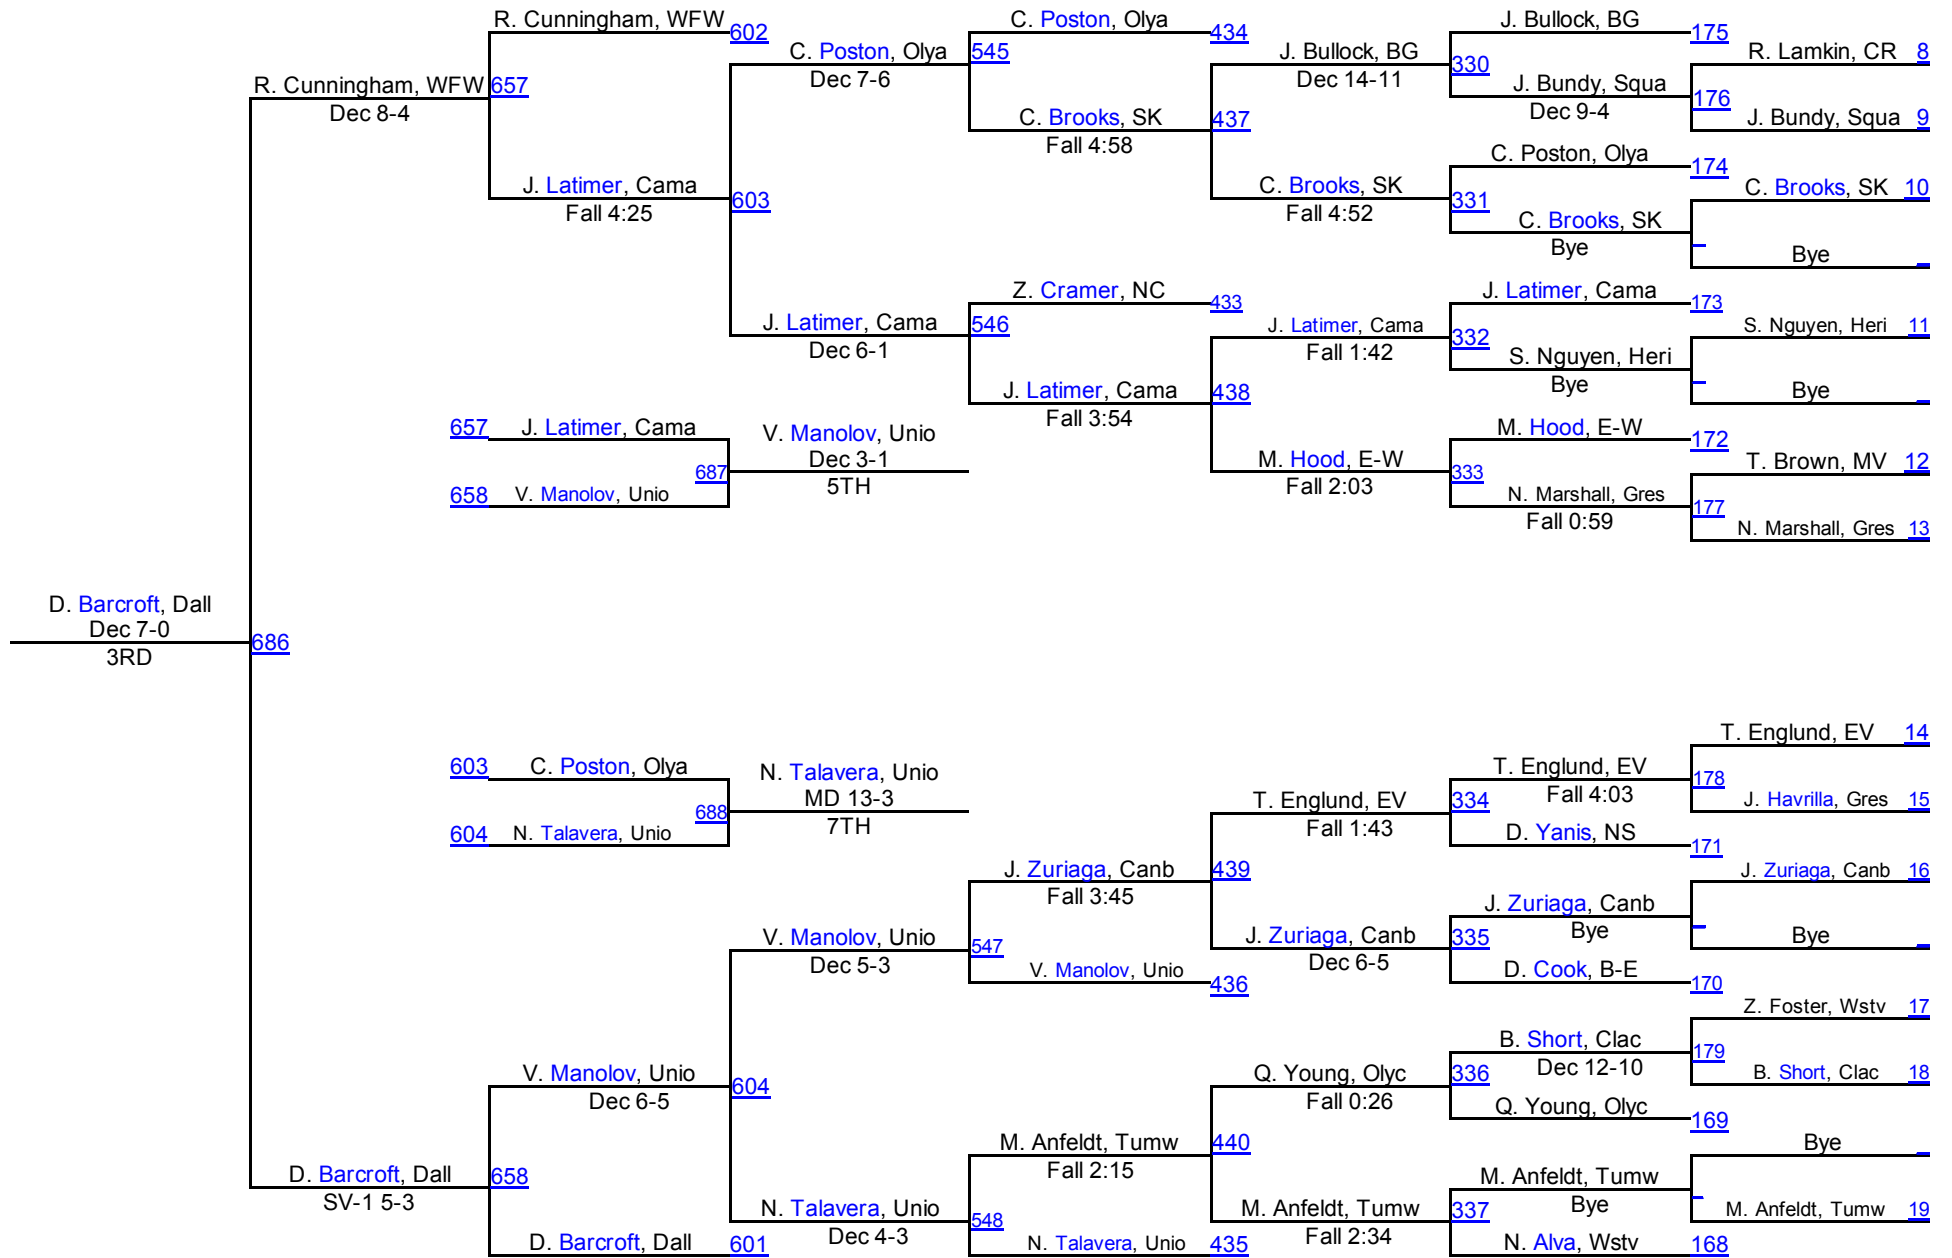 R. Cunningham, WFW 602
C. Poston, Olya
Dec 7-6
545
C. Poston, Olya 434
J. Bullock, BG
Dec 14-11
330
J. Bullock, BG 175
R. Lamkin, CR 8
R. Cunningham, WFW
Dec 8-4
657
J. Bundy, Squa
Dec 9-4
176
J. Bundy, Squa 9
C. Brooks, SK
Fall 4:58
437
C. Poston, Olya 174
J. Latimer, Cama
Fall 4:25
603
C. Brooks, SK
Fall 4:52
331
C. Brooks, SK 10
C. Brooks, SK
Bye
Bye
Z. Cramer, NC 433
J. Latimer, Cama 173
J. Latimer, Cama
Dec 6-1
546
J. Latimer, Cama
Fall 1:42
332
S. Nguyen, Heri 11
S. Nguyen, Heri
Bye
J. Latimer, Cama
Fall 3:54
438
Bye
657 J. Latimer, Cama
V. Manolov, Unio
Dec 3-1
5TH
687
M. Hood, E-W 172
M. Hood, E-W
Fall 2:03
333
T. Brown, MV 12
658 V. Manolov, Unio
N. Marshall, Gres
Fall 0:59
177
N. Marshall, Gres 13
D. Barcroft, Dall
Dec 7-0
3RD
686
T. Englund, EV 14
603 C. Poston, Olya
N. Talavera, Unio
MD 13-3
7TH
688
T. Englund, EV
Fall 4:03
178
T. Englund, EV
Fall 1:43
334
J. Havrilla, Gres 15
604 N. Talavera, Unio
D. Yanis, NS 171
J. Zuriaga, Canb
Fall 3:45
439
J. Zuriaga, Canb 16
J. Zuriaga, Canb
Bye
V. Manolov, Unio
Dec 5-3
547
J. Zuriaga, Canb
Dec 6-5
335
Bye
V. Manolov, Unio 436
D. Cook, B-E 170
Z. Foster, Wstv 17
B. Short, Clac
Dec 12-10
179
V. Manolov, Unio
Dec 6-5
604
Q. Young, Olyc
Fall 0:26
336
B. Short, Clac 18
Q. Young, Olyc 169
M. Anfeldt, Tumw
Fall 2:15
440
Bye
D. Barcroft, Dall
SV-1 5-3
658
M. Anfeldt, Tumw
Bye
N. Talavera, Unio
Dec 4-3
548
M. Anfeldt, Tumw
Fall 2:34
337
M. Anfeldt, Tumw 19
D. Barcroft, Dall 601
N. Talavera, Unio 435
N. Alva, Wstv 168